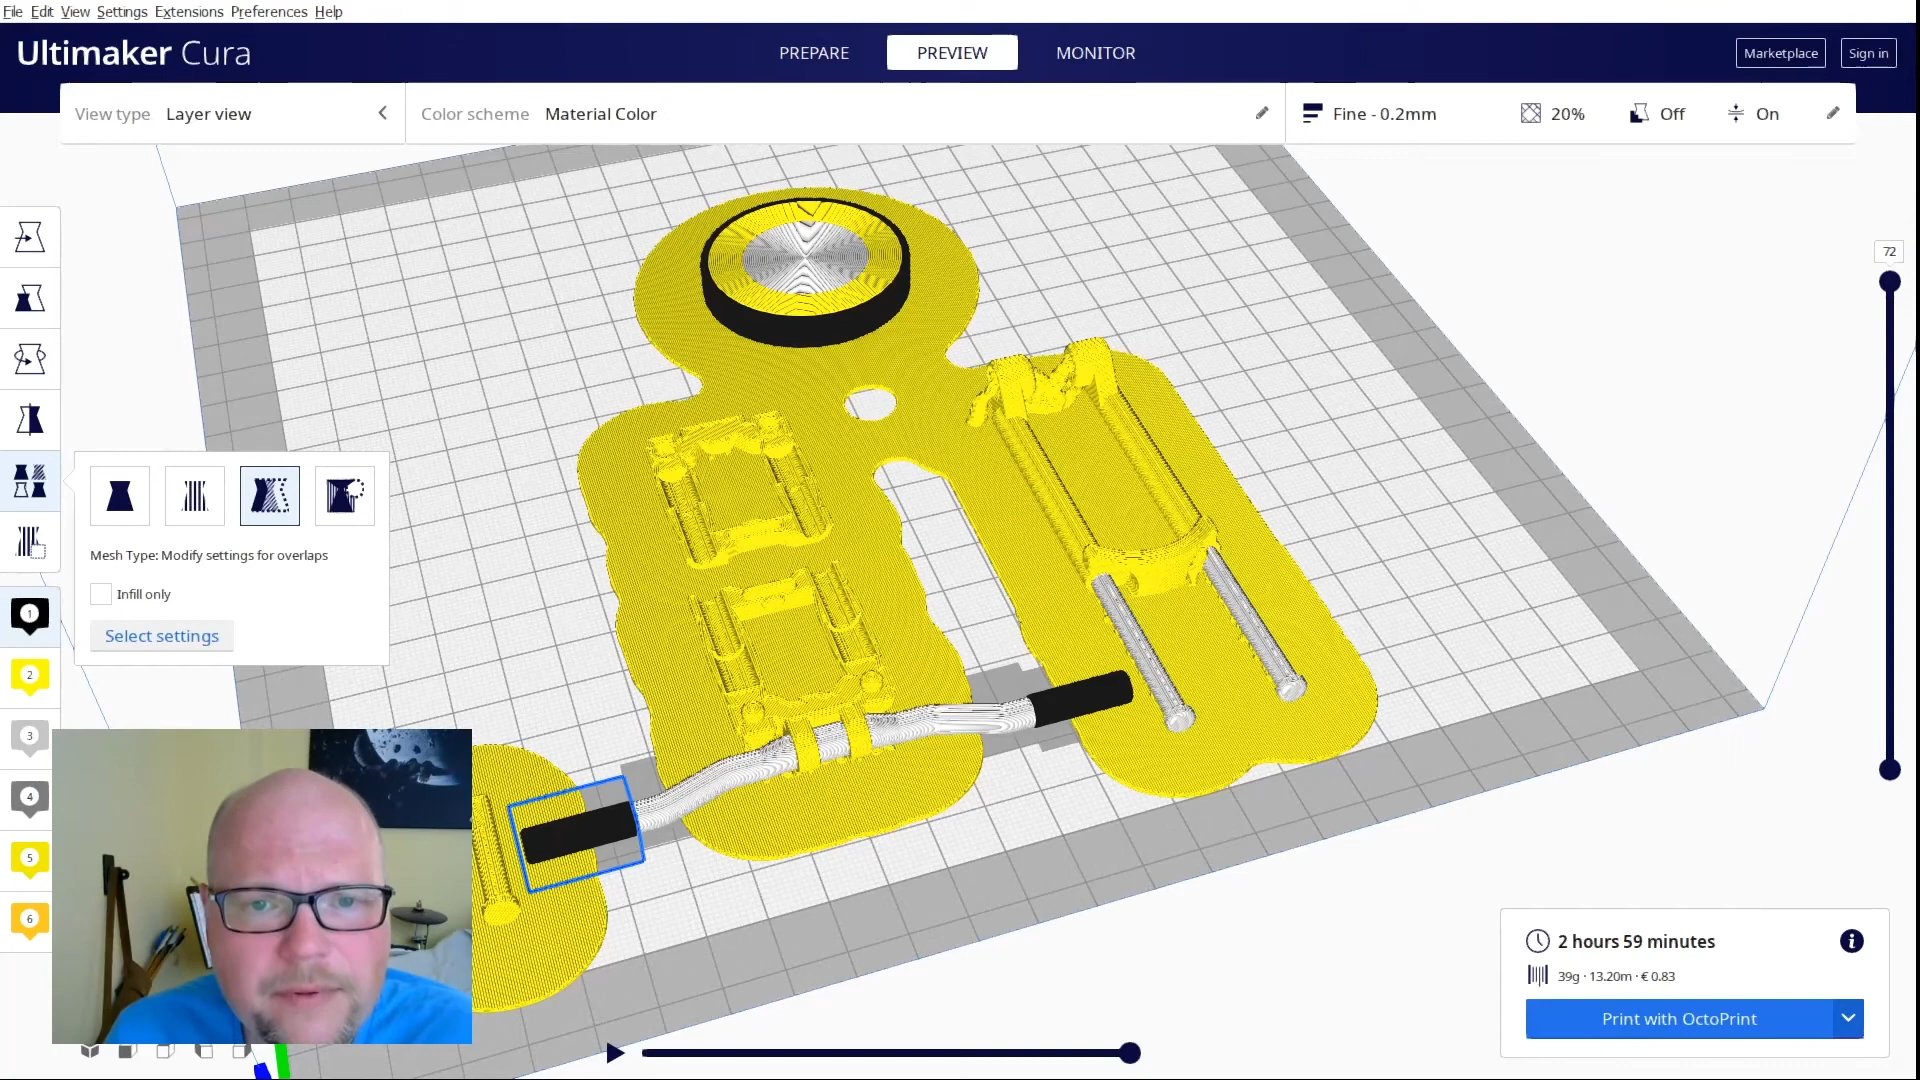 File Edit View Settings Extensions Preferences Help
Ultimaker Cura
PREPARE PREVIEW MONITOR
Marketplace Sign in
View type Layer view
Color scheme Material Color
Fine - 0.2mm 20% Off On
72
Mesh Type: Modify settings for overlaps
Infill only
Select settings
1
2
3
4
5
6
2 hours 59 minutes
39g · 13.20m · € 0.83
Print with OctoPrint